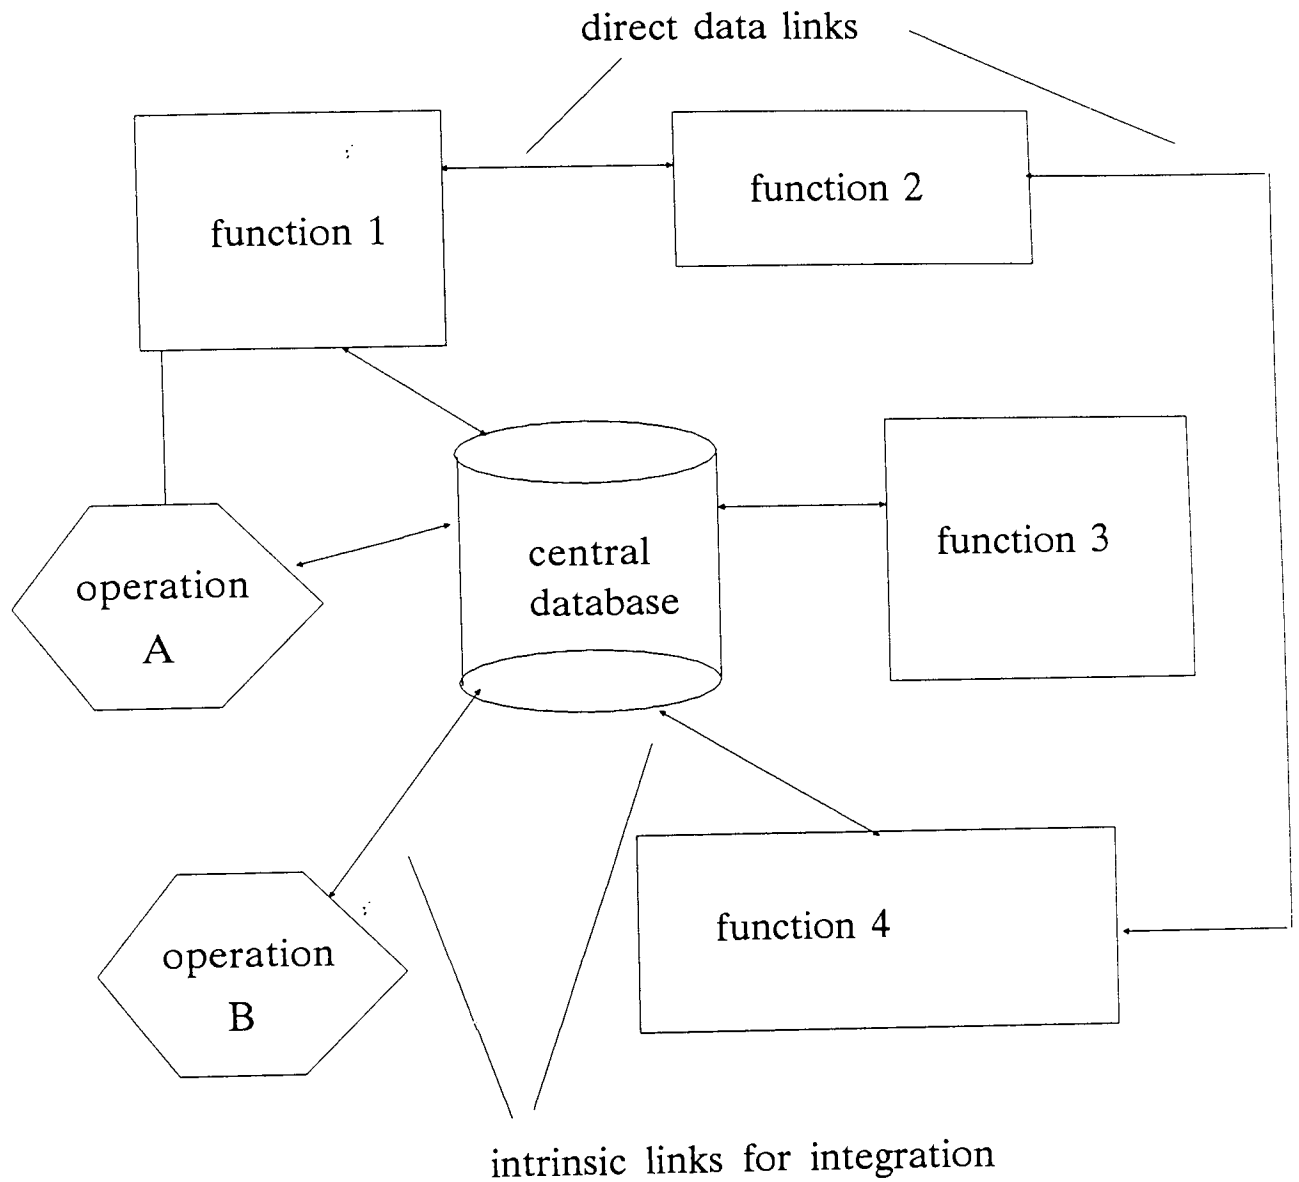 direct data links
function 1
function 2
function 3
central
database
operation
A
function 4
operation
B
intrinsic links for integration